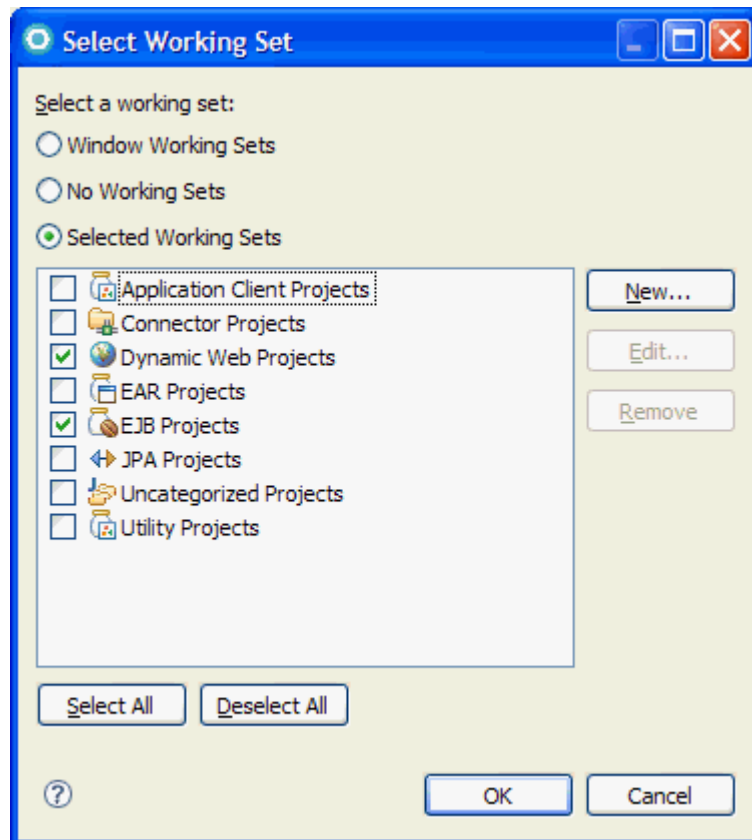 Select Working Set
Select a working set:
Window Working Sets
No Working Sets
Selected Working Sets
Application Client Projects
New...
Connector Projects
Dynamic Web Projects
Edit...
EAR Projects
EJB Projects
Remove
JPA Projects
Uncategorized Projects
Utility Projects
Select All
Deselect All
?
OK
Cancel